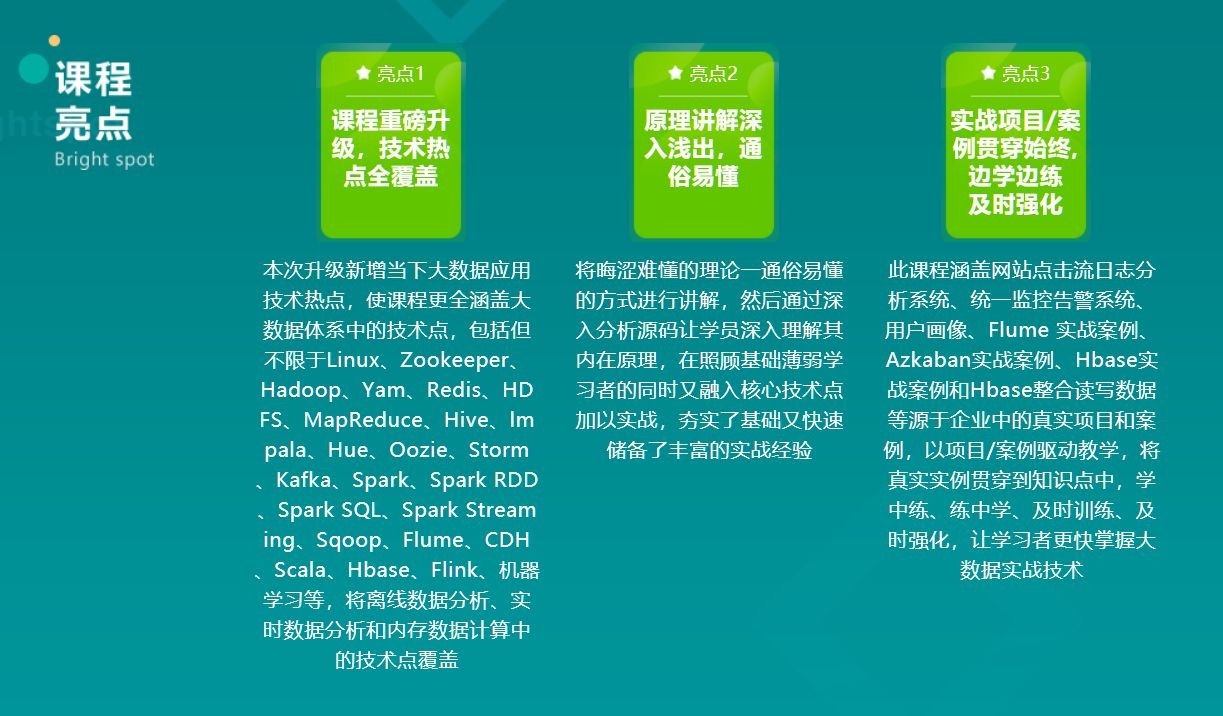 课程
亮点
Bright spot
亮点1
课程重磅升
级，技术热
点全覆盖
本次升级新增当下大数据应用
技术热点，使课程更全涵盖大
数据体系中的技术点，包括但
不限于Linux、Zookeeper、
Hadoop、Yam、Redis、HD
FS、MapReduce、Hive、lm
pala、Hue、Oozie、Storm
、Kafka、Spark、Spark RDD
、Spark SQL、Spark Stream
ing、Sqoop、Flume、CDH
、Scala、Hbase、Flink、机器
学习等，将离线数据分析、实
时数据分析和内存数据计算中
的技术点覆盖
亮点2
原理讲解深
入浅出，通
俗易懂
将晦涩难懂的理论一通俗易懂
的方式进行讲解，然后通过深
入分析源码让学员深入理解其
内在原理，在照顾基础薄弱学
习者的同时又融入核心技术点
加以实战，夯实了基础又快速
储备了丰富的实战经验
亮点3
实战项目/案
例贯穿始终,
边学边练
及时强化
此课程涵盖网站点击流日志分
析系统、统一监控告警系统、
用户画像、Flume 实战案例、
Azkaban实战案例、Hbase实
战案例和Hbase整合读写数据
等源于企业中的真实项目和案
例，以项目/案例驱动教学，将
真实实例贯穿到知识点中，学
中练、练中学、及时训练、及
时强化，让学习者更快掌握大
数据实战技术